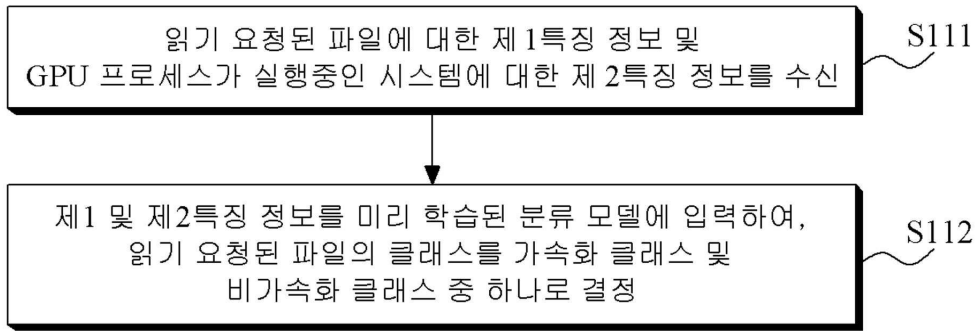 읽기 요청된 파일에 대한 제1특징 정보 및
GPU 프로세스가 실행중인 시스템에 대한 제2특징 정보를 수신
S111
제1 및 제2특징 정보를 미리 학습된 분류 모델에 입력하여,
읽기 요청된 파일의 클래스를 가속화 클래스 및
비가속화 클래스 중 하나로 결정
S112